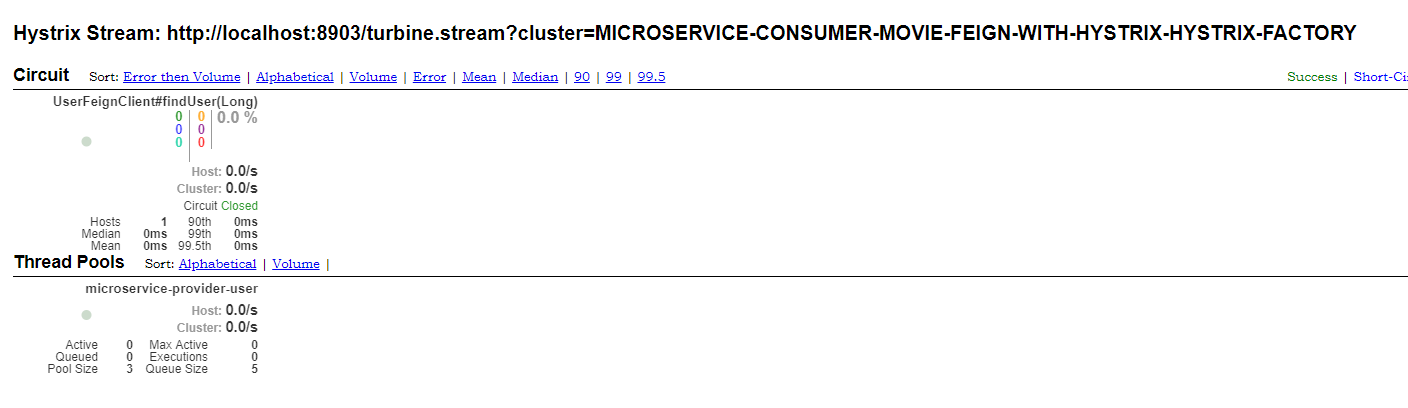 Hystrix Stream: http://localhost:8903/turbine.stream?cluster=MICROSERVICE-CONSUMER-MOVIE-FEIGN-WITH-HYSTRIX-HYSTRIX-FACTORY
Circuit Sort: Error then Volume | Alphabetical | Volume | Error | Mean | Median | 90 | 99 | 99.5 Success | Short-Ci
UserFeignClient#findUser(Long)
0 0 0.0 %
0 0
0 0
Host: 0.0/s
Cluster: 0.0/s
Circuit Closed
Hosts 1 90th 0ms
Median 0ms 99th 0ms
Mean 0ms 99.5th 0ms
Thread Pools Sort: Alphabetical | Volume |
microservice-provider-user
Host: 0.0/s
Cluster: 0.0/s
Active 0 Max Active 0
Queued 0 Executions 0
Pool Size 3 Queue Size 5